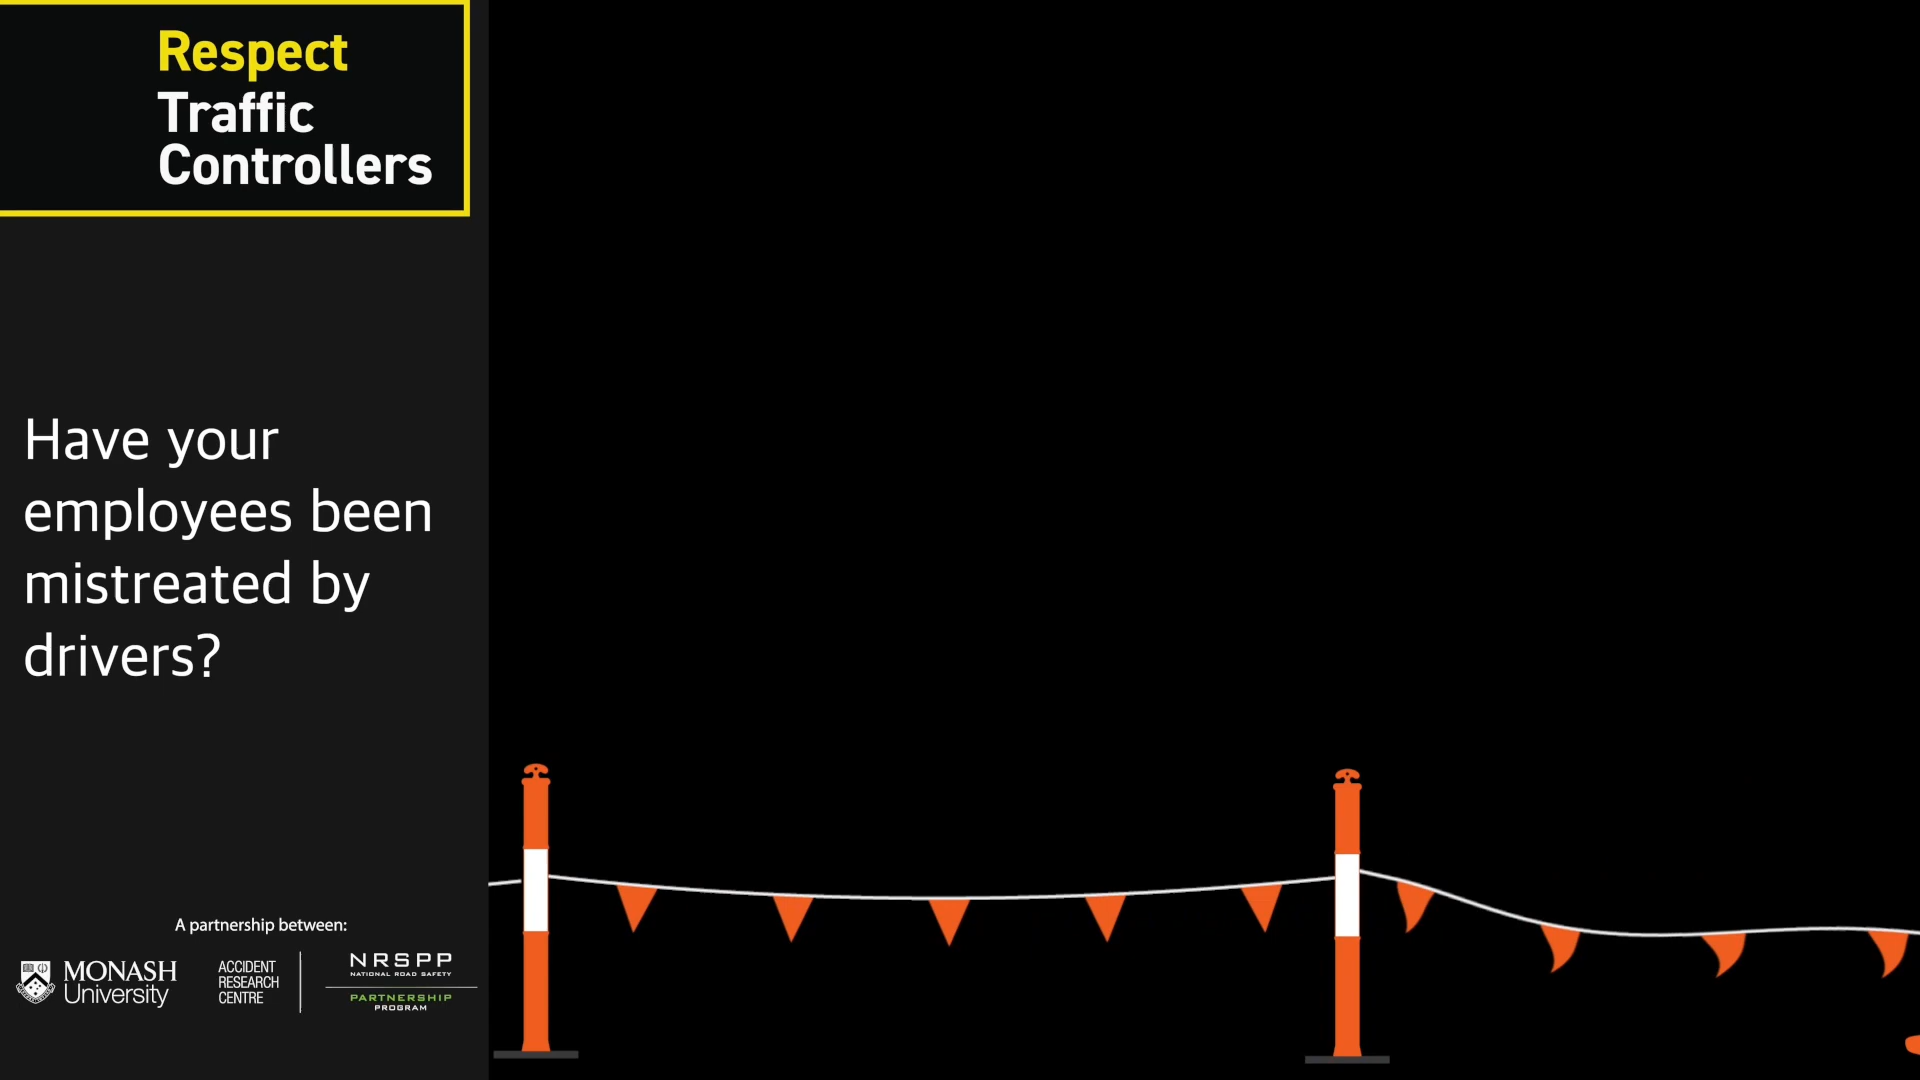 Respect
Traffic
Controllers
Have your
employees been
mistreated by
drivers?
A partnership between:
MONASH
University
ACCIDENT
RESEARCH
CENTRE
NRSPP
NATIONAL ROAD SAFETY
PARTNERSHIP
PROGRAM